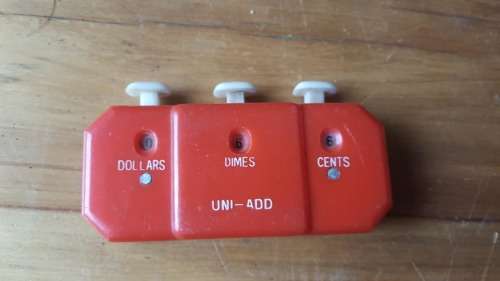 0 6 6
DOLLARS DIMES CENTS
UNI-ADD